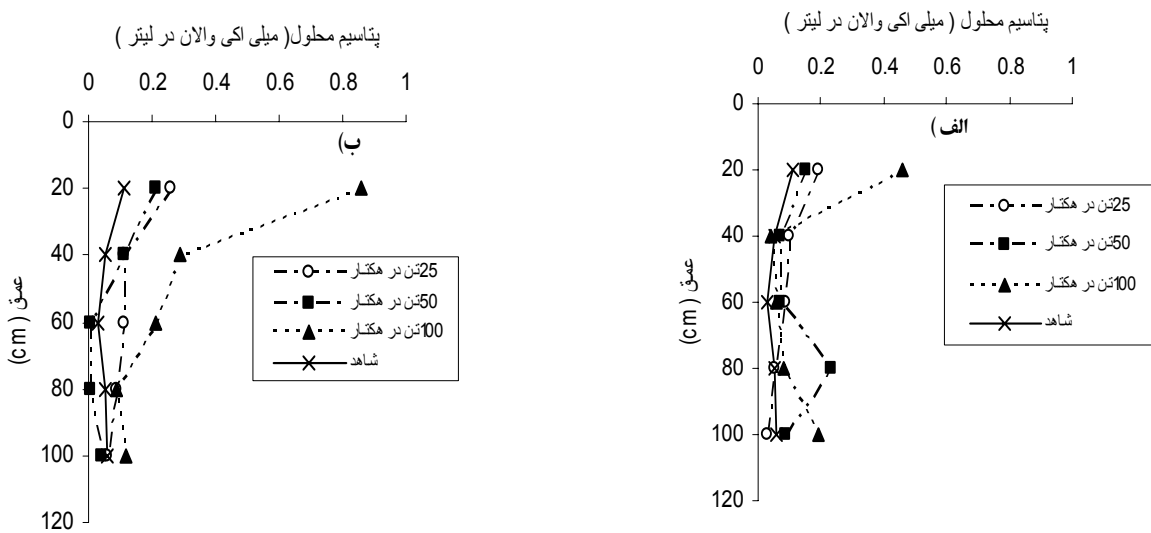 پتاسیم محلول ( میلی اکی والان در لیتر )
0 0.2 0.4 0.6 0.8 1
0
20
40
60
80
100
120
عمق ( cm)
الف )
25تن در هکتار
50تن در هکتار
100تن در هکتار
شاهد
پتاسیم محلول( میلی اکی والان در لیتر )
0 0.2 0.4 0.6 0.8 1
0
20
40
60
80
100
120
عمق ( cm)
ب)
25تن در هکتار
50تن در هکتار
100تن در هکتار
شاهد